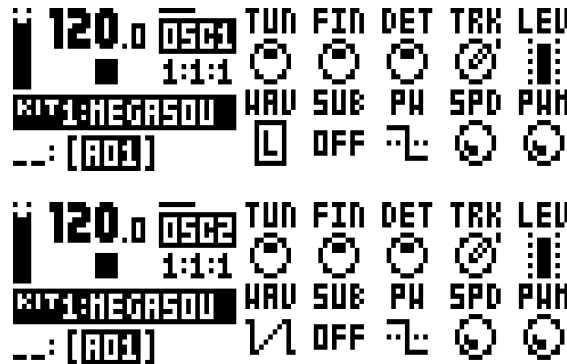 120.0 OSC1 TUN FIN DET TRK LEV
1:1:1
KIT1:MEGASOU WAV SUB PW SPD PWM
__:[A01] L OFF
120.0 OSC2 TUN FIN DET TRK LEV
1:1:1
KIT1:MEGASOU WAV SUB PW SPD PWM
__:[A01] OFF